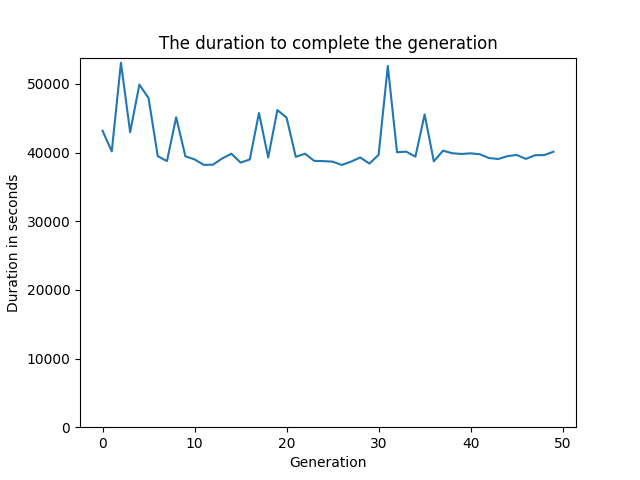 The duration to complete the generation
50000
40000
30000
20000
10000
0
Duration in seconds
0 10 20 30 40 50
Generation